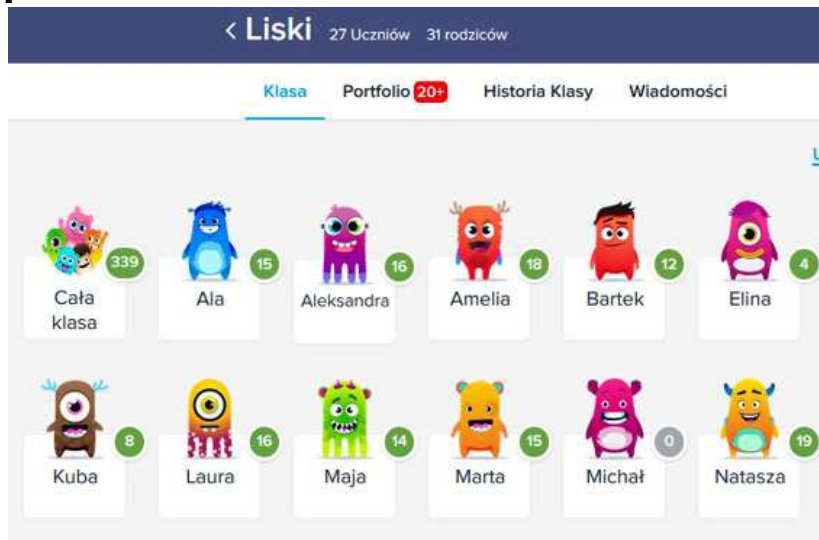 < Liski 27 Uczniów 31 rodziców
Klasa Portfolio 20+ Historia Klasy Wiadomości
339 15 16 18 12 4
Cała klasa Ala Aleksandra Amelia Bartek Elina
8 16 14 15 0 19
Kuba Laura Maja Marta Michał Natasza